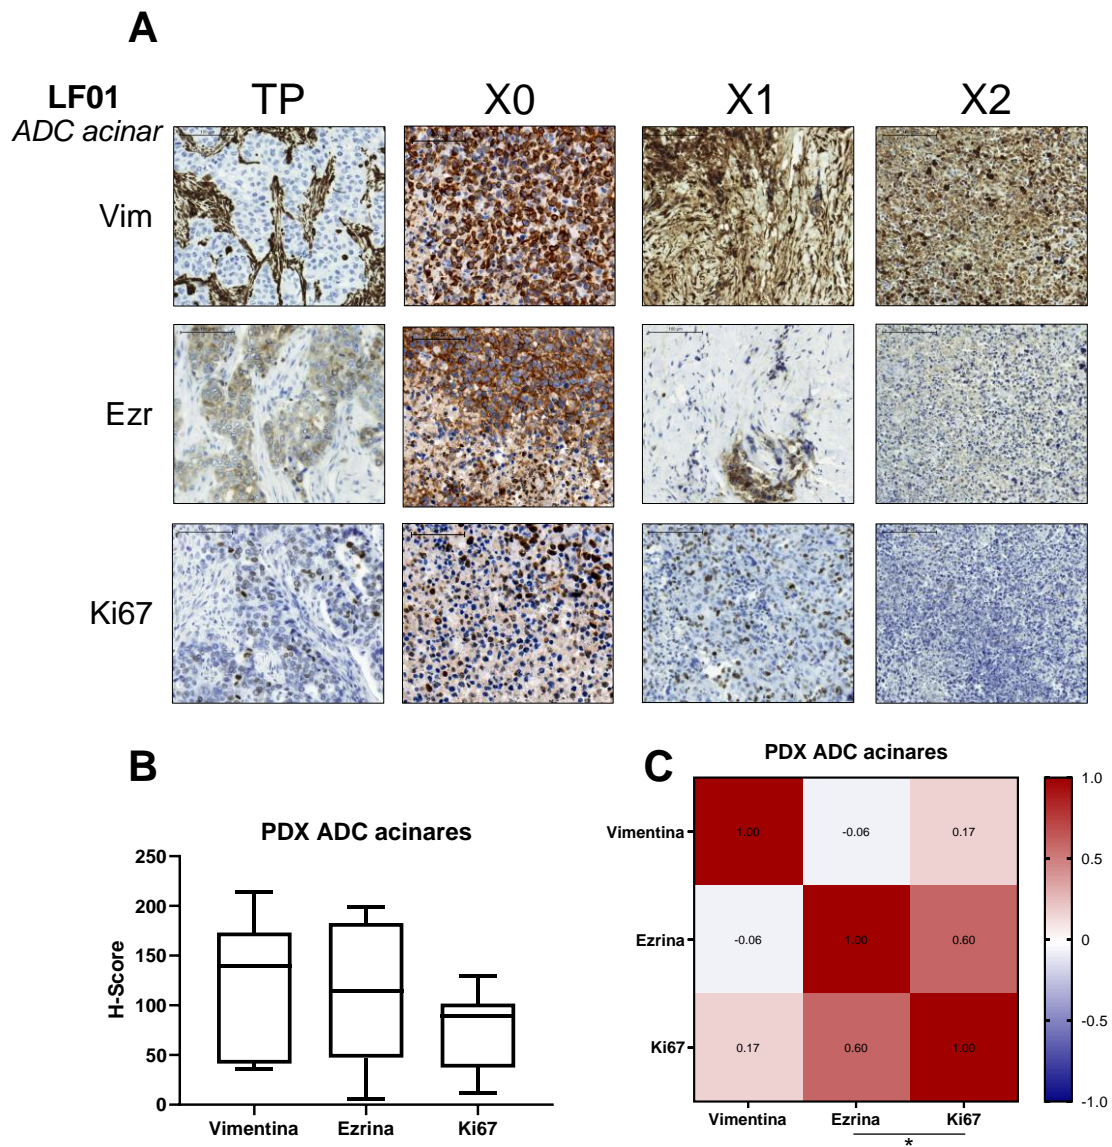 A
LF01
ADC acinar
TP
X0
X1
X2
Vim
Ezr
Ki67
B
PDX ADC acinares
H-Score
250
200
150
100
50
0
Vimentina
Ezrina
Ki67
C
PDX ADC acinares
Vimentina
1.00
-0.06
0.17
Ezrina
-0.06
1.00
0.60
Ki67
0.17
0.60
1.00
Vimentina
Ezrina
Ki67
*
1.0
0.5
0
-0.5
-1.0